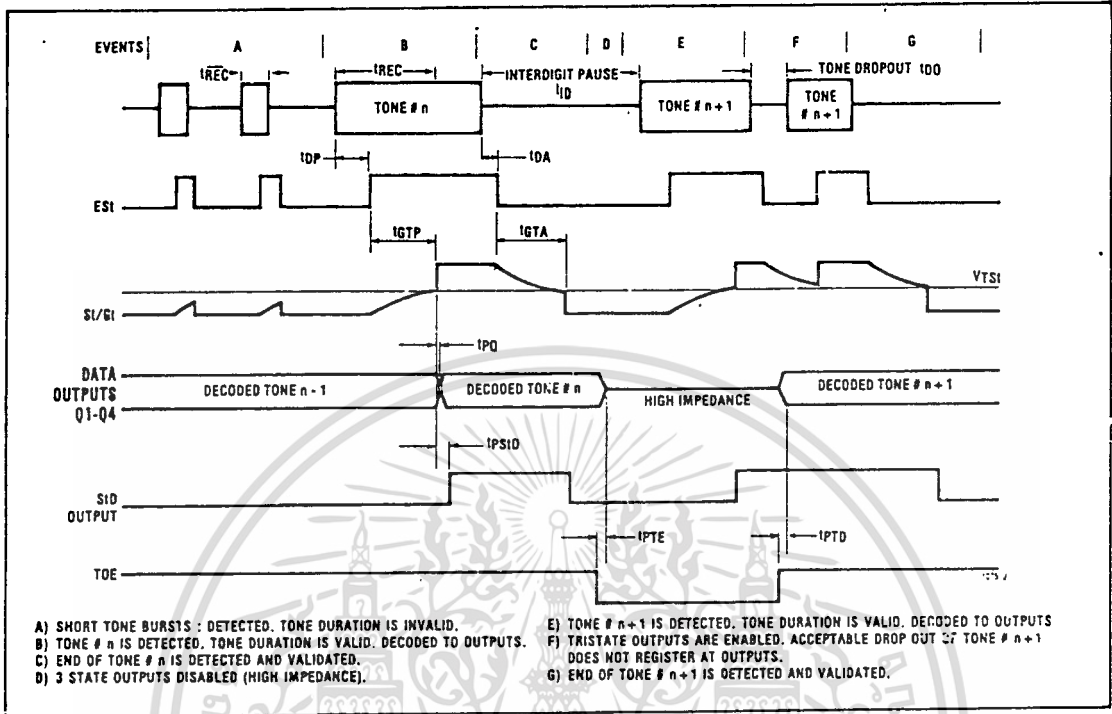 EVENTS A B C D E F G
tREC tREC INTERDIGIT PAUSE TONE DROPOUT tDO
tID
TONE # n TONE # n+1 TONE # n+1
tDP tDA
ESt
tGTP tGTA
VTSt
St/Gt
tPQ
DATA OUTPUTS Q1-Q4
DECODED TONE n - 1 DECODED TONE # n HIGH IMPEDANCE DECODED TONE # n + 1
tPStD
StD OUTPUT
tPTE tPTD
TOE
A) SHORT TONE BURSTS : DETECTED. TONE DURATION IS INVALID.
B) TONE # n IS DETECTED. TONE DURATION IS VALID. DECODED TO OUTPUTS.
C) END OF TONE # n IS DETECTED AND VALIDATED.
D) 3 STATE OUTPUTS DISABLED (HIGH IMPEDANCE).
E) TONE # n+1 IS DETECTED. TONE DURATION IS VALID. DECODED TO OUTPUTS
F) TRISTATE OUTPUTS ARE ENABLED. ACCEPTABLE DROP OUT OF TONE # n+1
DOES NOT REGISTER AT OUTPUTS.
G) END OF TONE # n+1 IS DETECTED AND VALIDATED.